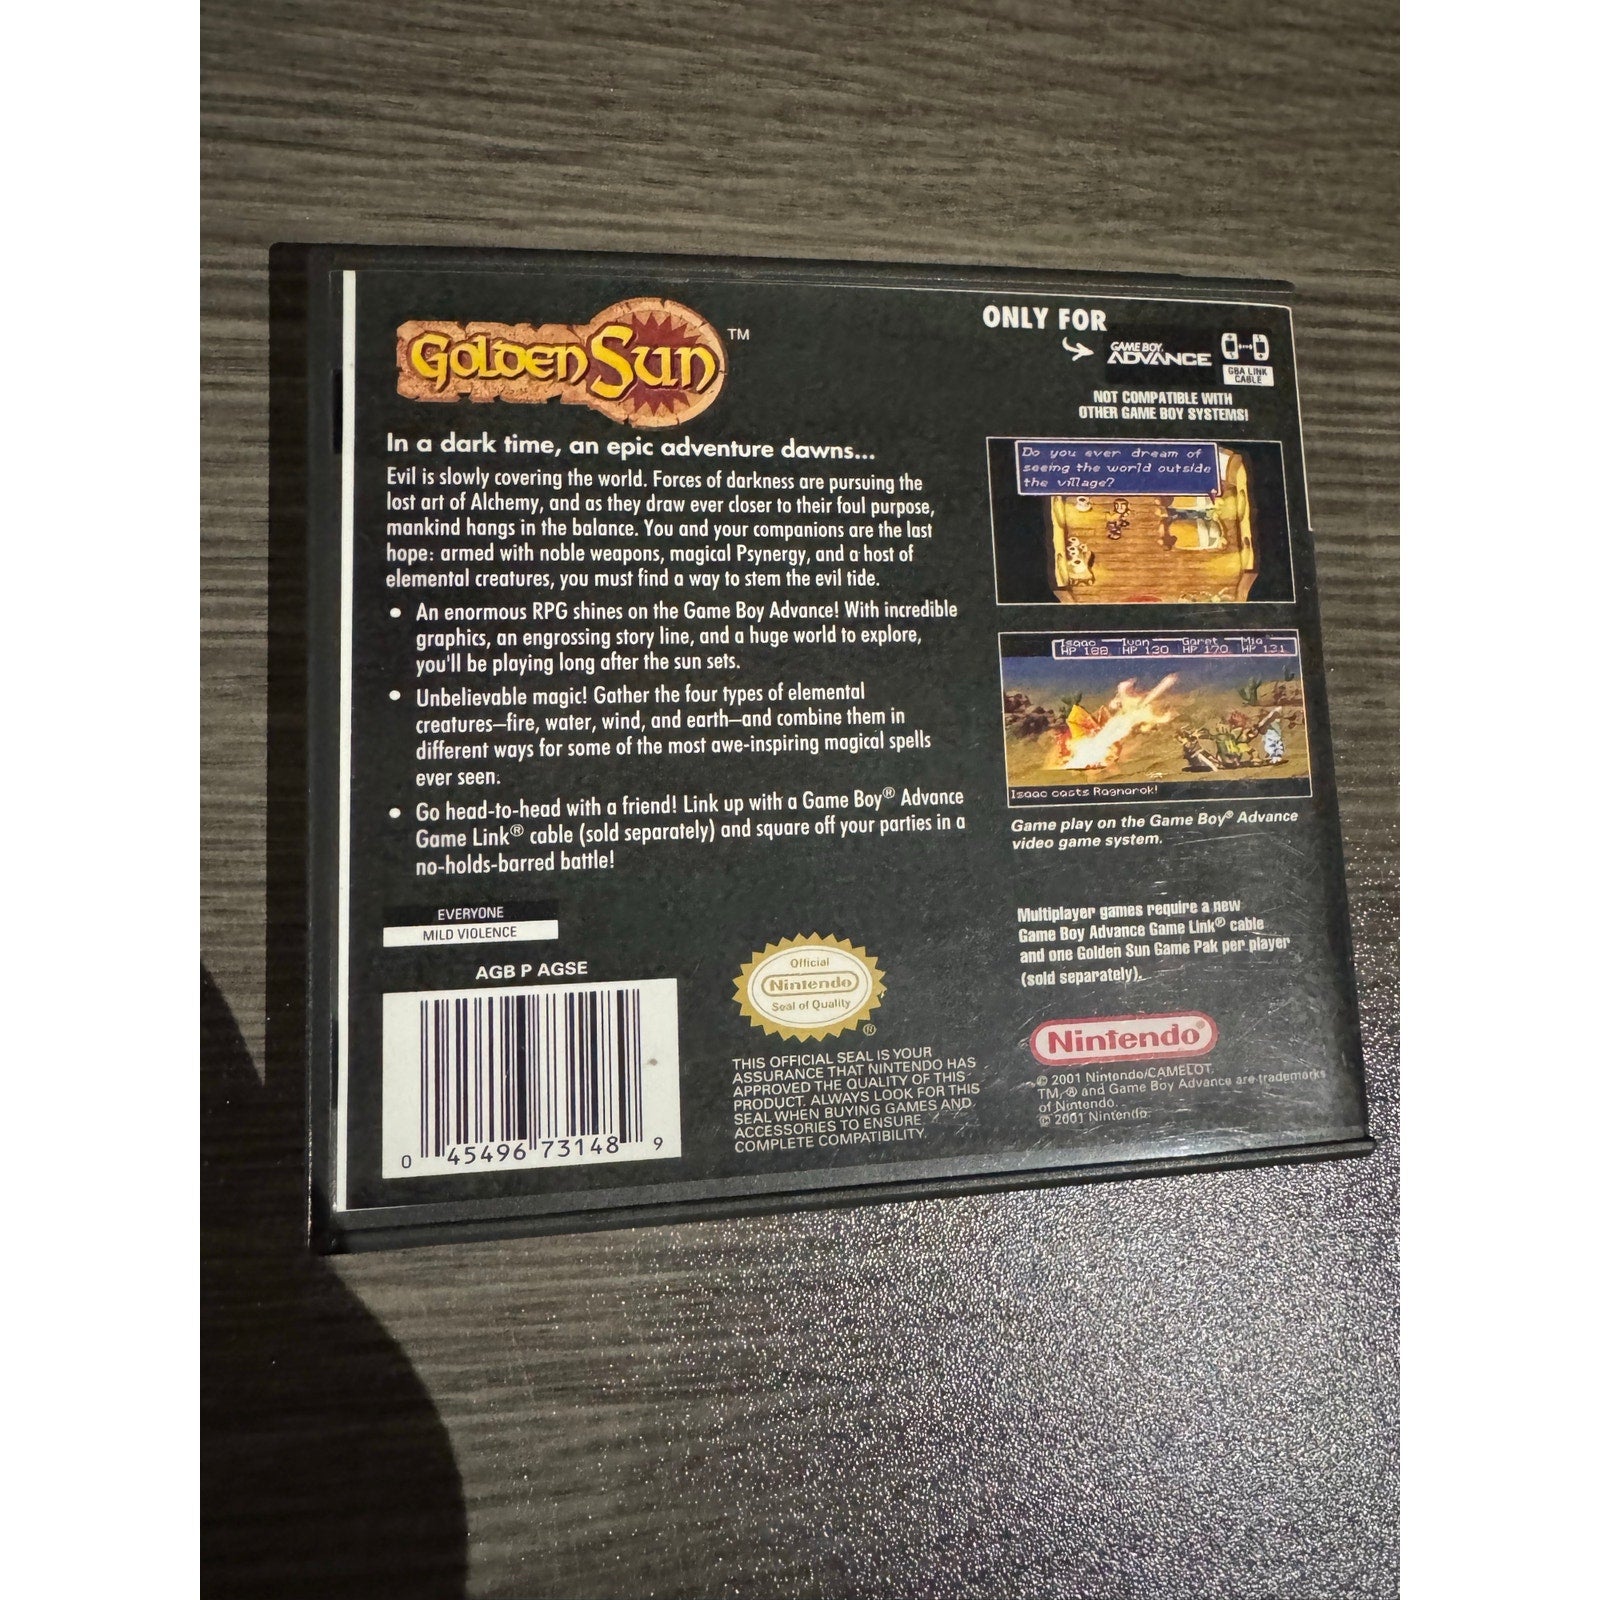 Golden Sun™
In a dark time, an epic adventure dawns...
Evil is slowly covering the world. Forces of darkness are pursuing the
lost art of Alchemy, and as they draw ever closer to their foul purpose,
mankind hangs in the balance. You and your companions are the last
hope: armed with noble weapons, magical Psynergy, and a host of
elemental creatures, you must find a way to stem the evil tide.
• An enormous RPG shines on the Game Boy Advance! With incredible
graphics, an engrossing story line, and a huge world to explore,
you'll be playing long after the sun sets.
• Unbelievable magic! Gather the four types of elemental
creatures—fire, water, wind, and earth—and combine them in
different ways for some of the most awe-inspiring magical spells
ever seen.
• Go head-to-head with a friend! Link up with a Game Boy® Advance
Game Link® cable (sold separately) and square off your parties in a
no-holds-barred battle!
EVERYONE
MILD VIOLENCE
AGB P AGSE
0 45496 73148 9
Official
Nintendo
Seal of Quality
®
THIS OFFICIAL SEAL IS YOUR
ASSURANCE THAT NINTENDO HAS
APPROVED THE QUALITY OF THIS
PRODUCT. ALWAYS LOOK FOR THIS
SEAL WHEN BUYING GAMES AND
ACCESSORIES TO ENSURE
COMPLETE COMPATIBILITY.
ONLY FOR
GAME BOY
ADVANCE
GBA LINK
CABLE
NOT COMPATIBLE WITH
OTHER GAME BOY SYSTEMS!
Do you ever dream of
seeing the world outside
the village?
Isaac Ivan Garet Mia
HP 188 HP 130 HP 170 HP 131
Isaac casts Ragnarok!
Game play on the Game Boy® Advance
video game system.
Multiplayer games require a new
Game Boy Advance Game Link® cable
and one Golden Sun Game Pak per player
(sold separately).
Nintendo®
© 2001 Nintendo/CAMELOT.
TM, ® and Game Boy Advance are trademarks
of Nintendo.
© 2001 Nintendo.